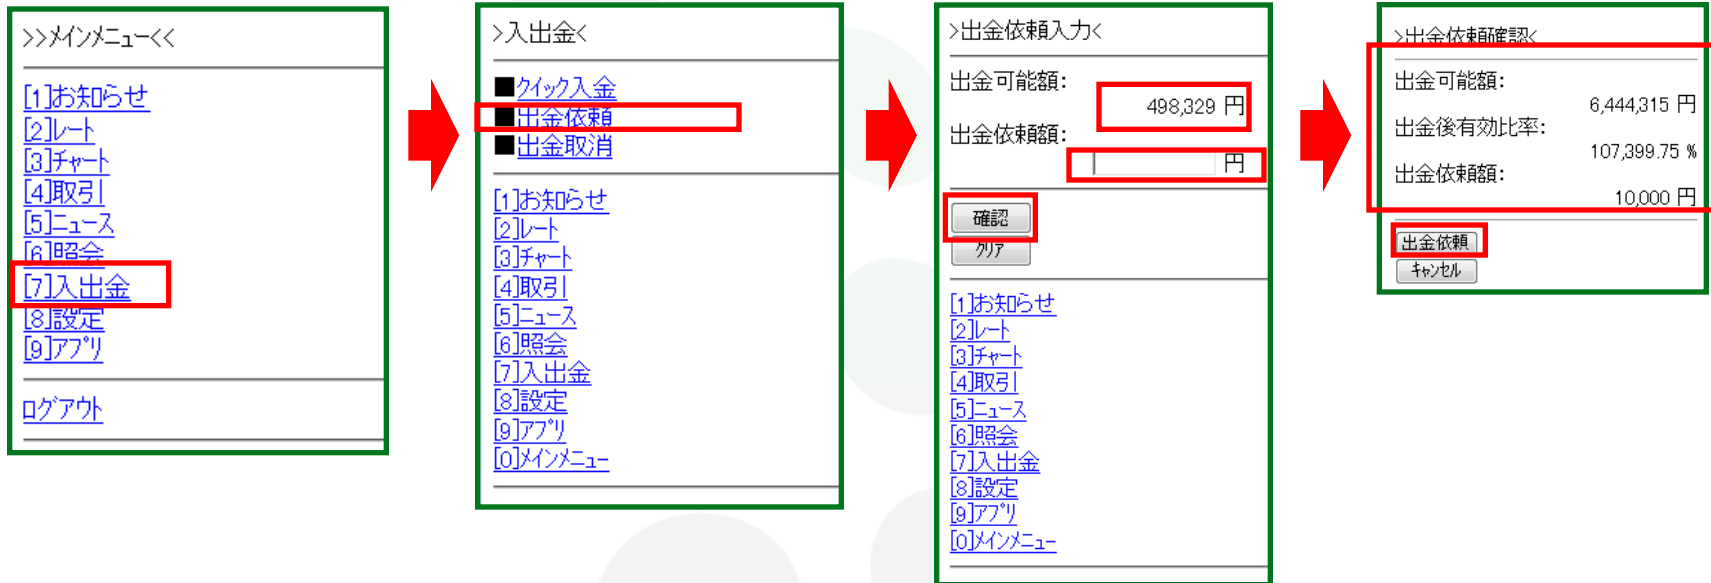 >>メインメニュー<<
[1]お知らせ
[2]レート
[3]チャート
[4]取引
[5]ニュース
[6]照会
[7]入出金
[8]設定
[9]アプリ
ログアウト
>入出金<
■クイック入金
■出金依頼
■出金取消
[1]お知らせ
[2]レート
[3]チャート
[4]取引
[5]ニュース
[6]照会
[7]入出金
[8]設定
[9]アプリ
[0]メインメニュー
>出金依頼入力<
出金可能額:
498,329 円
出金依頼額:
円
確認
クリア
[1]お知らせ
[2]レート
[3]チャート
[4]取引
[5]ニュース
[6]照会
[7]入出金
[8]設定
[9]アプリ
[0]メインメニュー
>出金依頼確認<
出金可能額:
6,444,315 円
出金後有効比率:
107,399.75 %
出金依頼額:
10,000 円
出金依頼
キャンセル